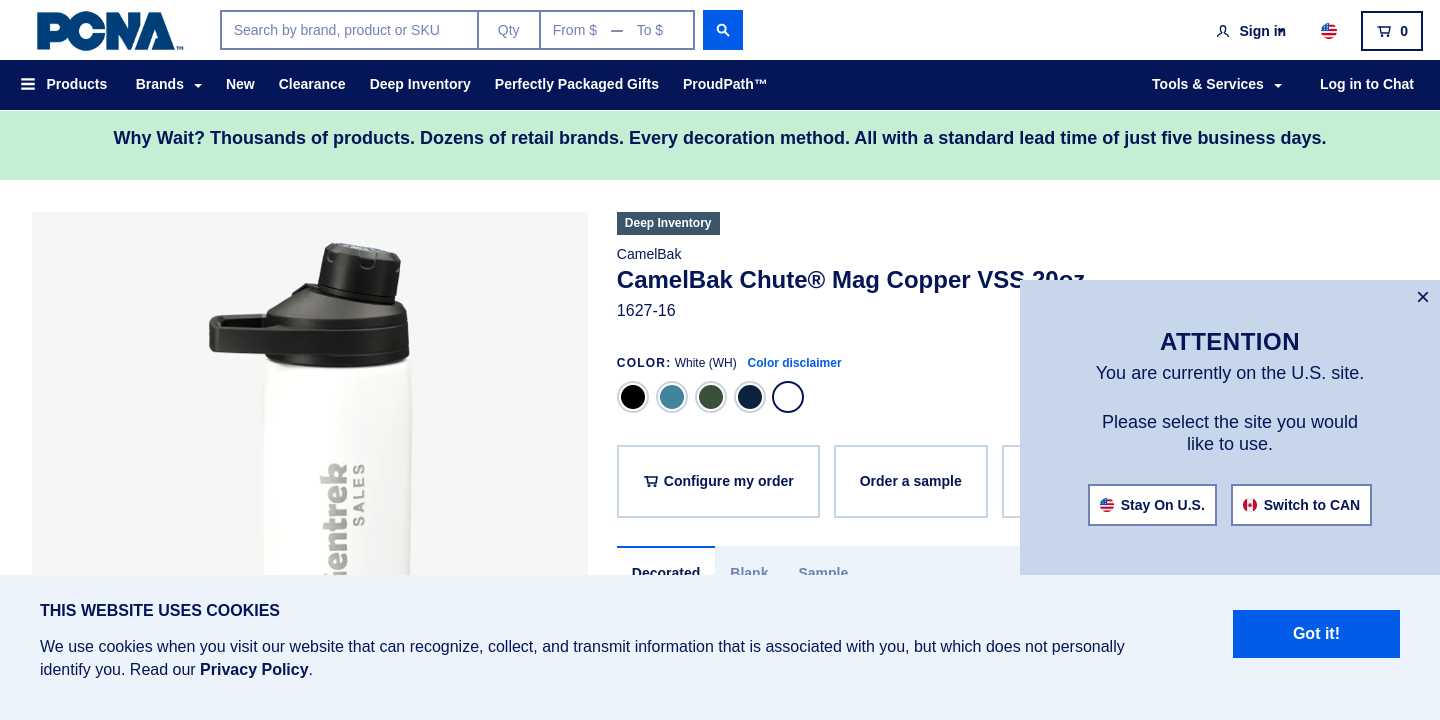 PCNA™
Search by brand, product or SKU
Qty
From $ — To $
Sign in
0
Products
Brands
New
Clearance
Deep Inventory
Perfectly Packaged Gifts
ProudPath™
Tools & Services
Log in to Chat
Why Wait? Thousands of products. Dozens of retail brands. Every decoration method. All with a standard lead time of just five business days.
Deep Inventory
CamelBak
CamelBak Chute® Mag Copper VSS 20oz
1627-16
COLOR: White (WH) Color disclaimer
Configure my order
Order a sample
Decorated
Blank
Sample
SALES
×
ATTENTION
You are currently on the U.S. site.
Please select the site you would
like to use.
Stay On U.S.
Switch to CAN
THIS WEBSITE USES COOKIES
We use cookies when you visit our website that can recognize, collect, and transmit information that is associated with you, but which does not personally
identify you. Read our Privacy Policy.
Got it!